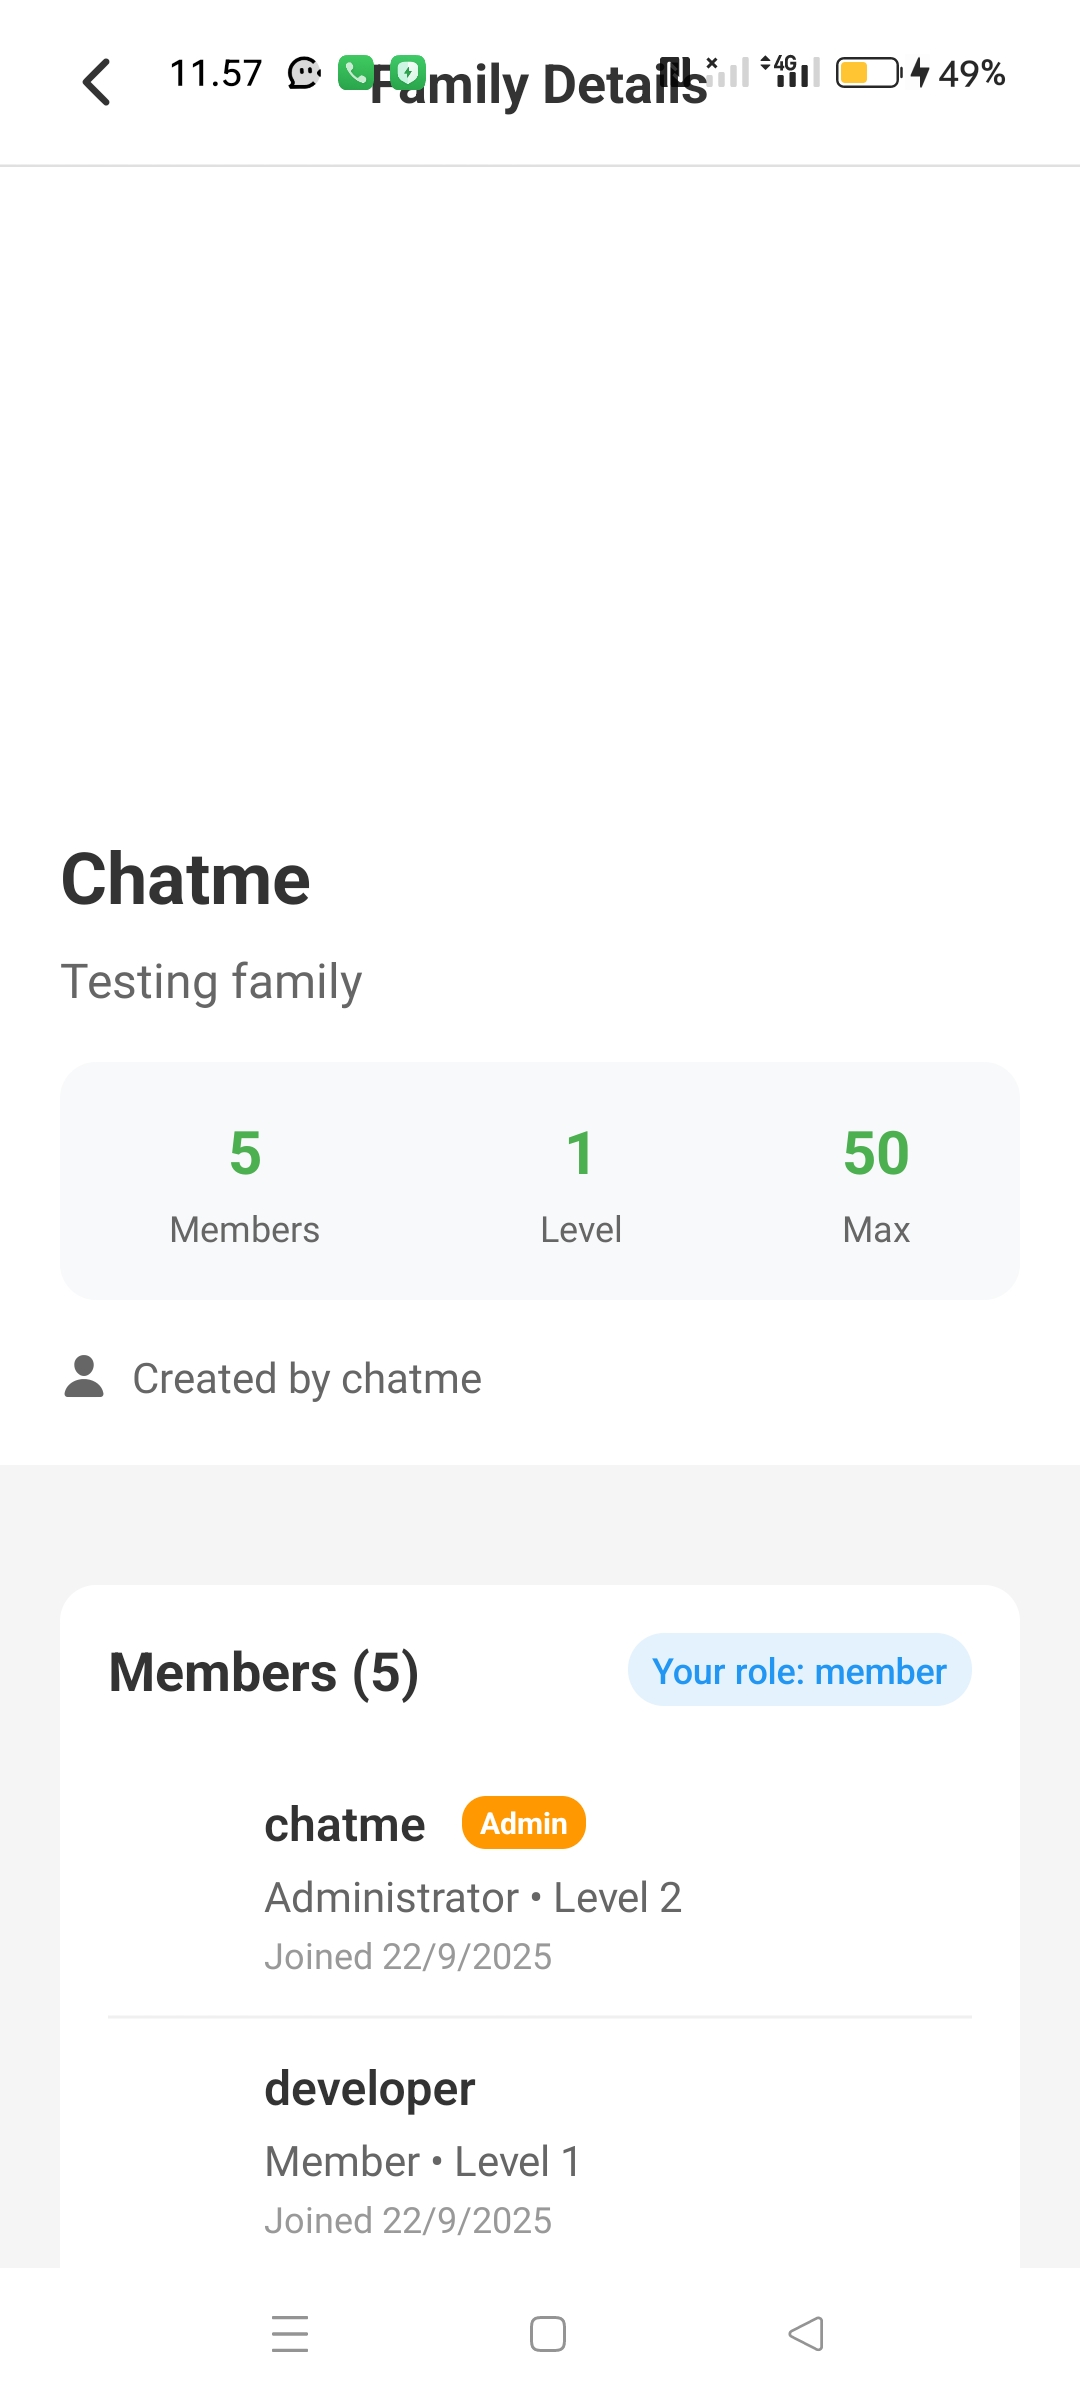 11.57
4G
49%
Family Details
Chatme
Testing family
5 1 50
Members Level Max
Created by chatme
Members (5) Your role: member
chatme Admin
Administrator • Level 2
Joined 22/9/2025
developer
Member • Level 1
Joined 22/9/2025